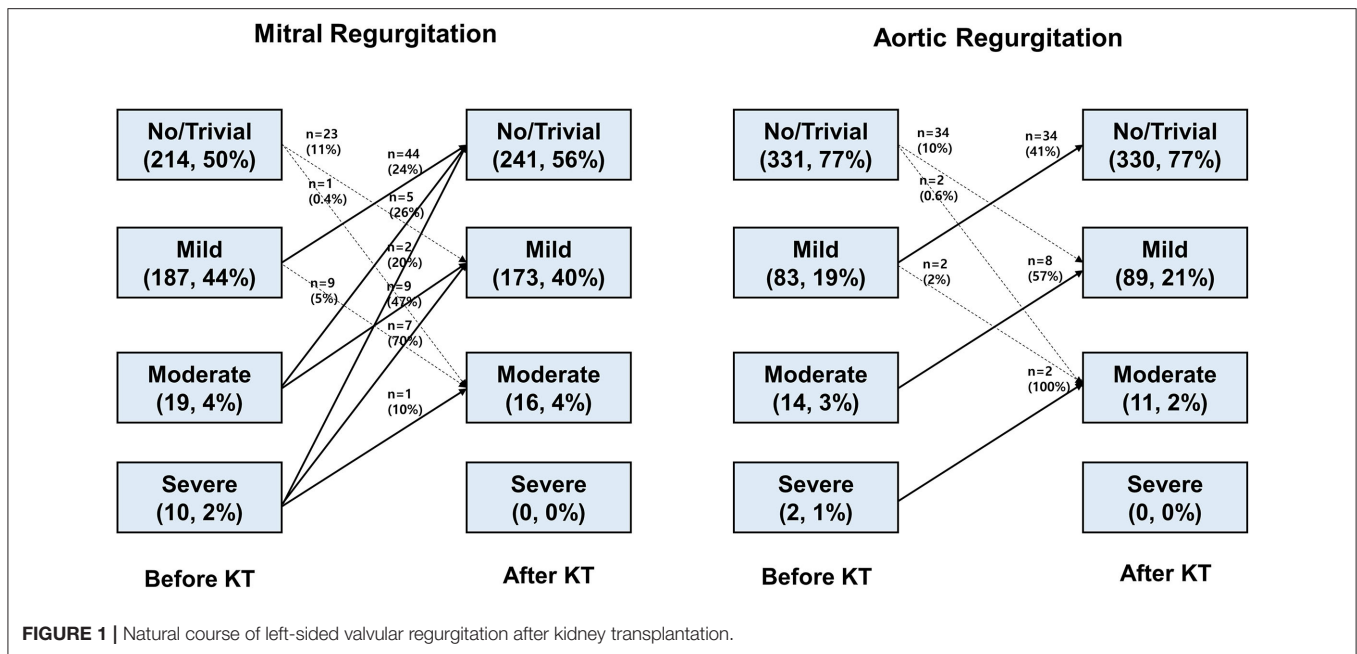 Mitral Regurgitation
No/Trivial
(214, 50%)
Mild
(187, 44%)
Moderate
(19, 4%)
Severe
(10, 2%)
Before KT
n=23
(11%)
n=1
(0.4%)
n=9
(5%)
n=44
(24%)
n=5
(26%)
n=2
(20%)
n=9
(47%)
n=7
(70%)
n=1
(10%)
No/Trivial
(241, 56%)
Mild
(173, 40%)
Moderate
(16, 4%)
Severe
(0, 0%)
After KT
Aortic Regurgitation
No/Trivial
(331, 77%)
Mild
(83, 19%)
Moderate
(14, 3%)
Severe
(2, 1%)
Before KT
n=34
(10%)
n=2
(0.6%)
n=2
(2%)
n=34
(41%)
n=8
(57%)
n=2
(100%)
No/Trivial
(330, 77%)
Mild
(89, 21%)
Moderate
(11, 2%)
Severe
(0, 0%)
After KT
FIGURE 1 | Natural course of left-sided valvular regurgitation after kidney transplantation.